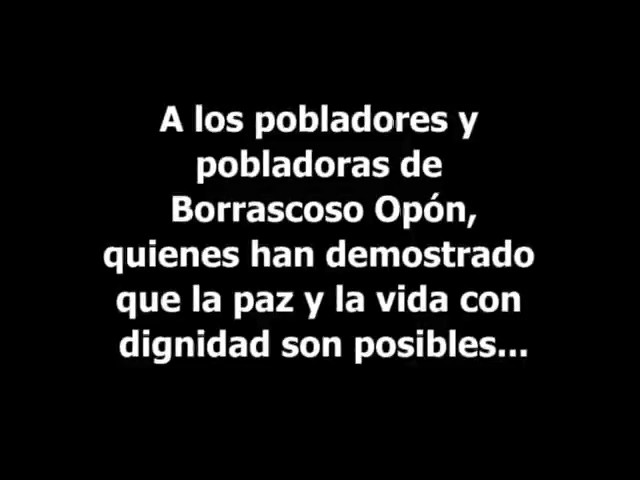 A los pobladores y
pobladoras de
Borrascoso Opón,
quienes han demostrado
que la paz y la vida con
dignidad son posibles...